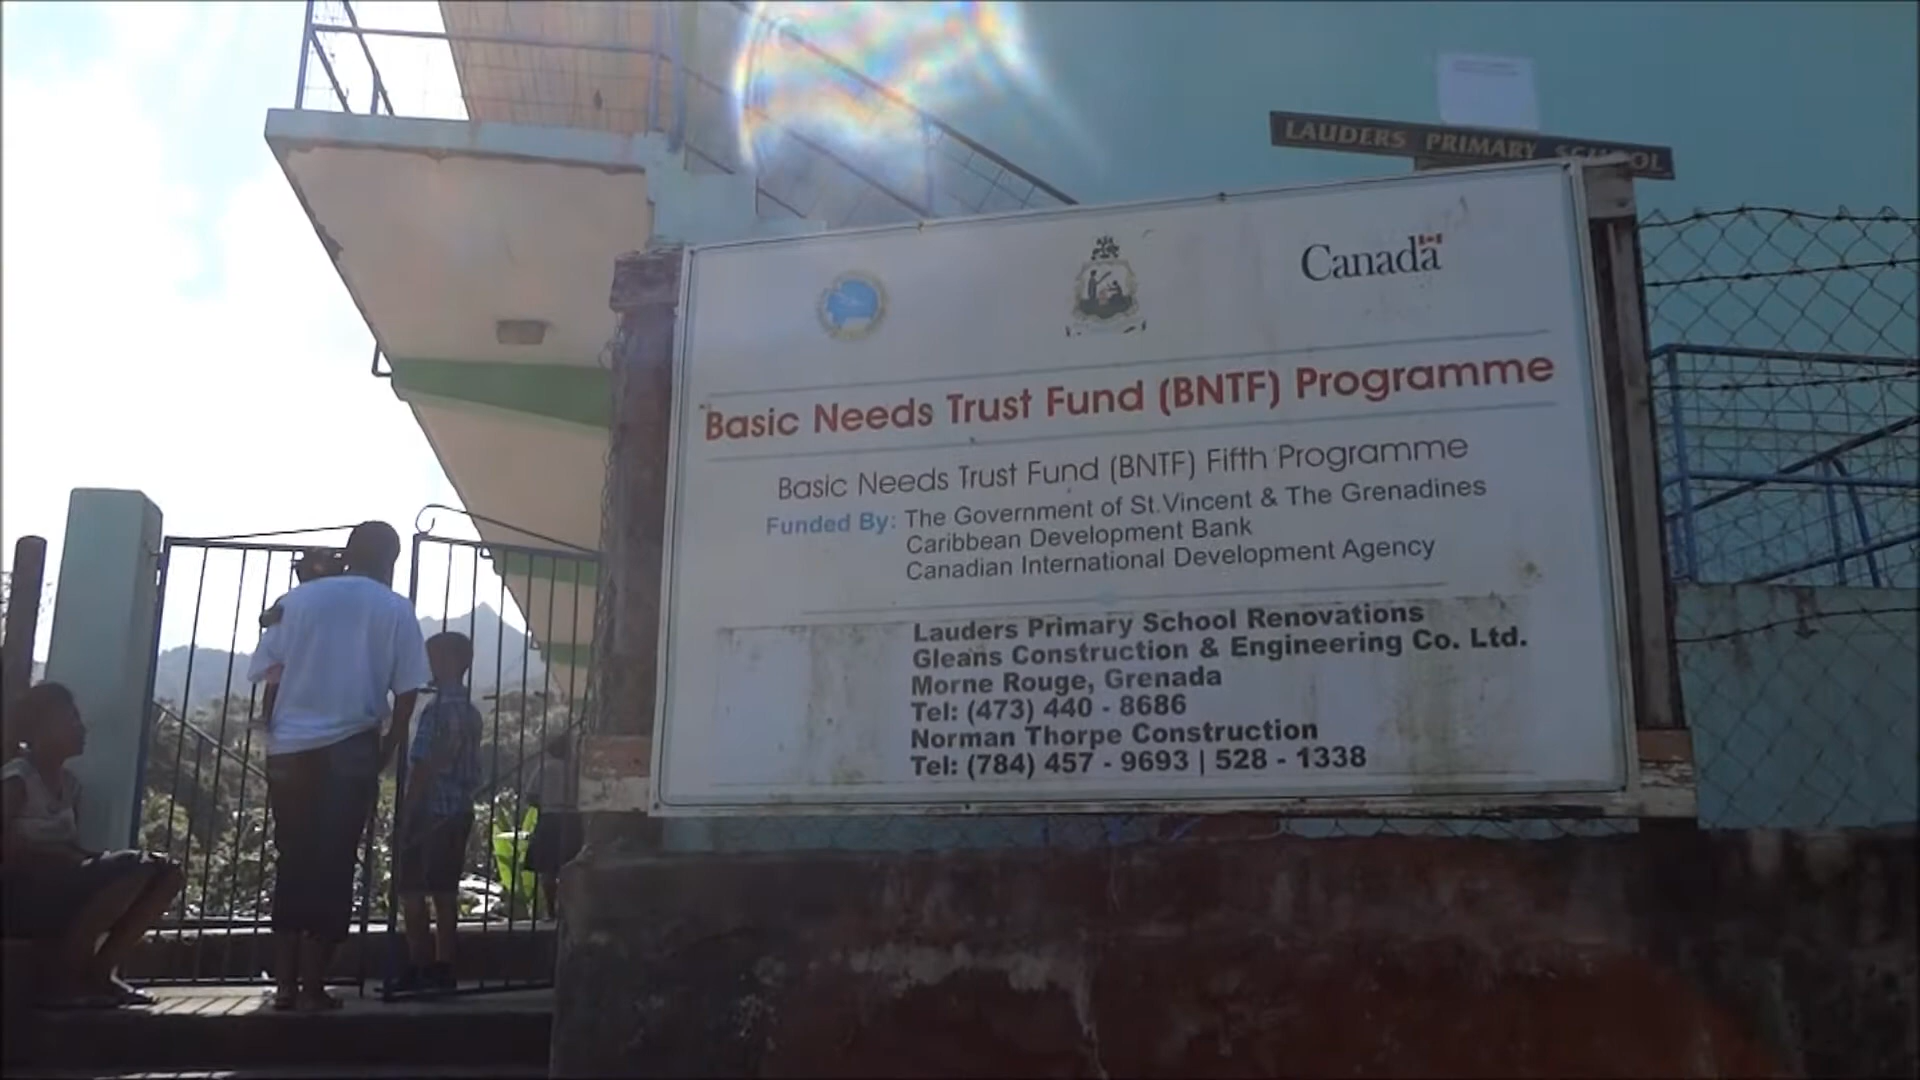 LAUDERS PRIMARY SCHOOL
Canada
Basic Needs Trust Fund (BNTF) Programme
Basic Needs Trust Fund (BNTF) Fifth Programme
Funded By: The Government of St.Vincent & The Grenadines
Caribbean Development Bank
Canadian International Development Agency
Lauders Primary School Renovations
Gleans Construction & Engineering Co. Ltd.
Morne Rouge, Grenada
Tel: (473) 440 - 8686
Norman Thorpe Construction
Tel: (784) 457 - 9693 | 528 - 1338